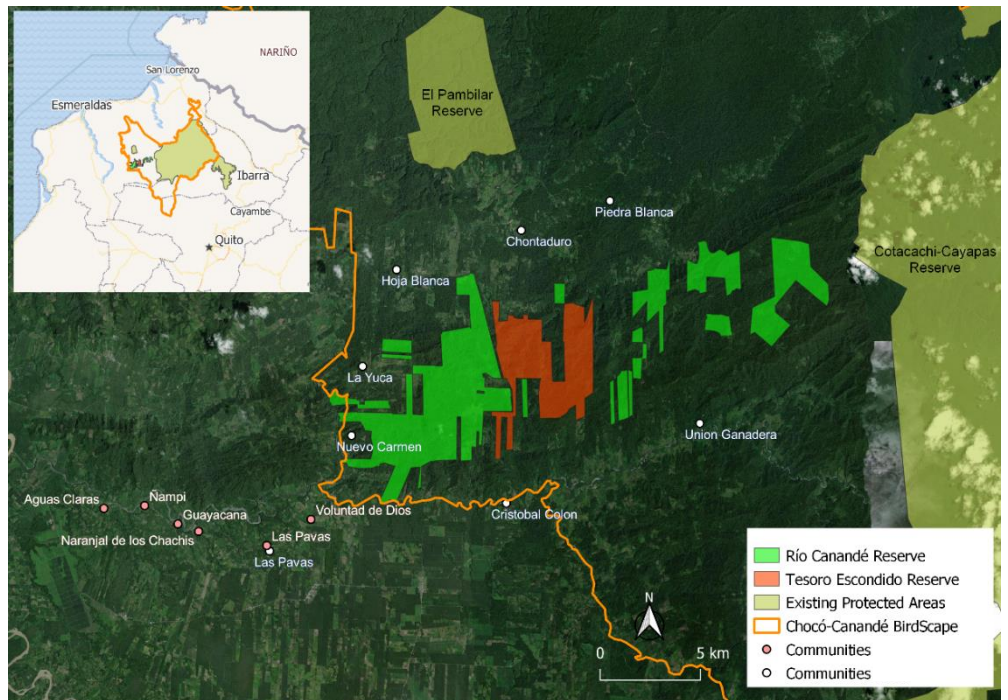 NARIÑO
San Lorenzo
Esmeraldas
Ibarra
Cayambe
Quito
El Pambilar
Reserve
Cotacachi-Cayapas
Reserve
Piedra Blanca
Chontaduro
Hoja Blanca
La Yuca
Nuevo Carmen
Union Ganadera
Cristobal Colon
Aguas Claras
Ñampi
Guayacana
Naranjal de los Chachis
Voluntad de Dios
Las Pavas
Las Pavas
N
0 5 km
Río Canandé Reserve
Tesoro Escondido Reserve
Existing Protected Areas
Chocó-Canandé BirdScape
Communities
Communities